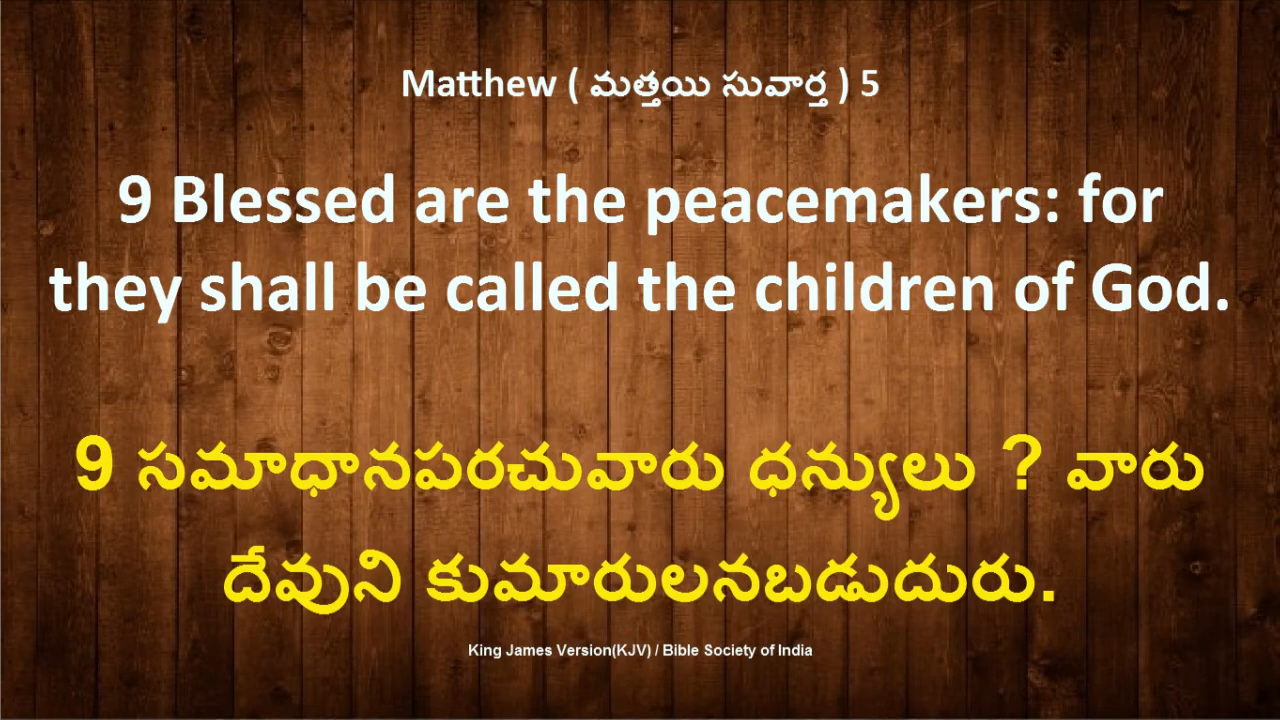 Matthew ( మత్తయి సువార్త ) 5
9 Blessed are the peacemakers: for
they shall be called the children of God.
9 సమాధానపరచువారు ధన్యులు ? వారు
దేవుని కుమారులనబడుదురు.
King James Version(KJV) / Bible Society of India